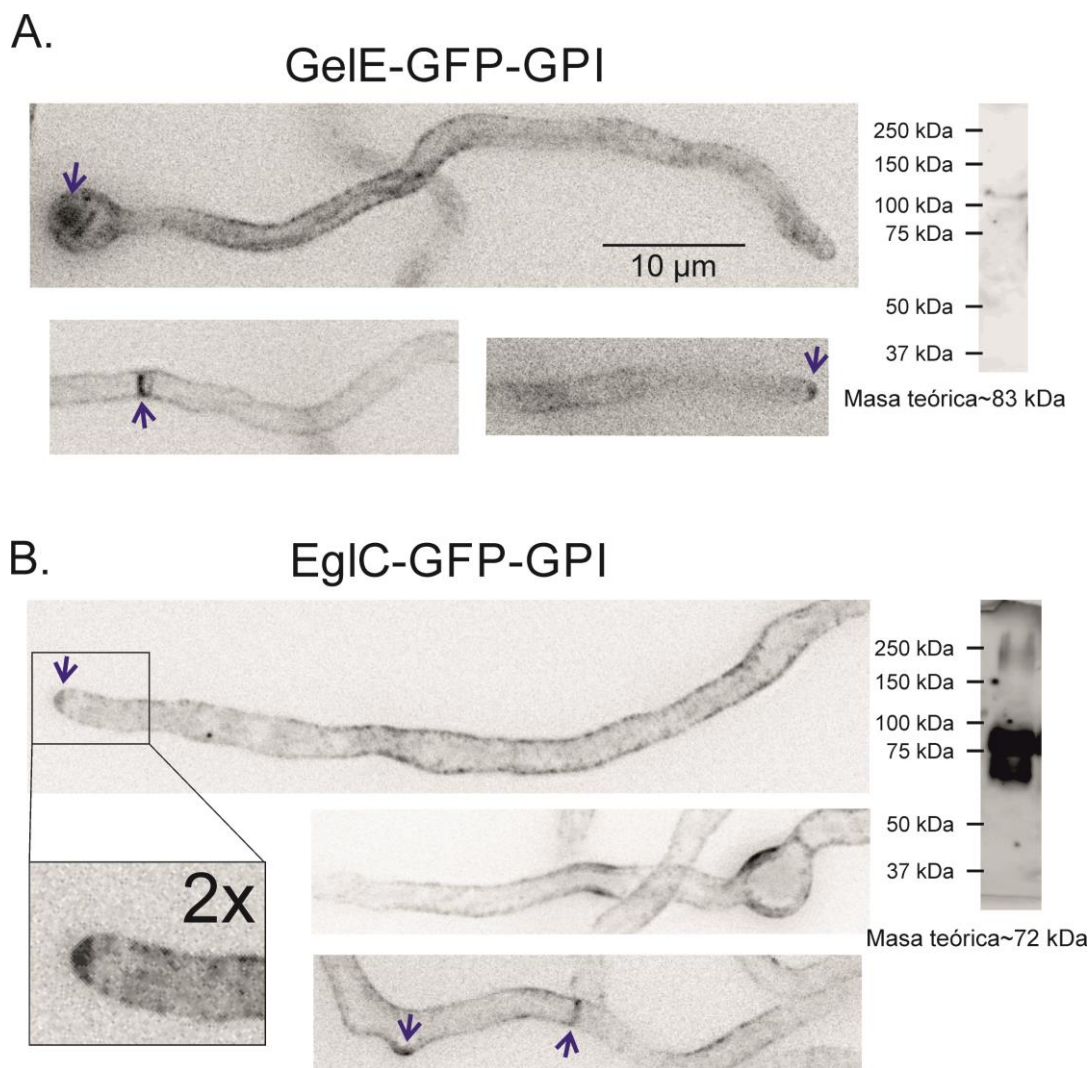 A.
GelE-GFP-GPI
10 µm
250 kDa
150 kDa
100 kDa
75 kDa
50 kDa
37 kDa
Masa teórica~83 kDa
B.
EglC-GFP-GPI
2x
250 kDa
150 kDa
100 kDa
75 kDa
50 kDa
37 kDa
Masa teórica~72 kDa